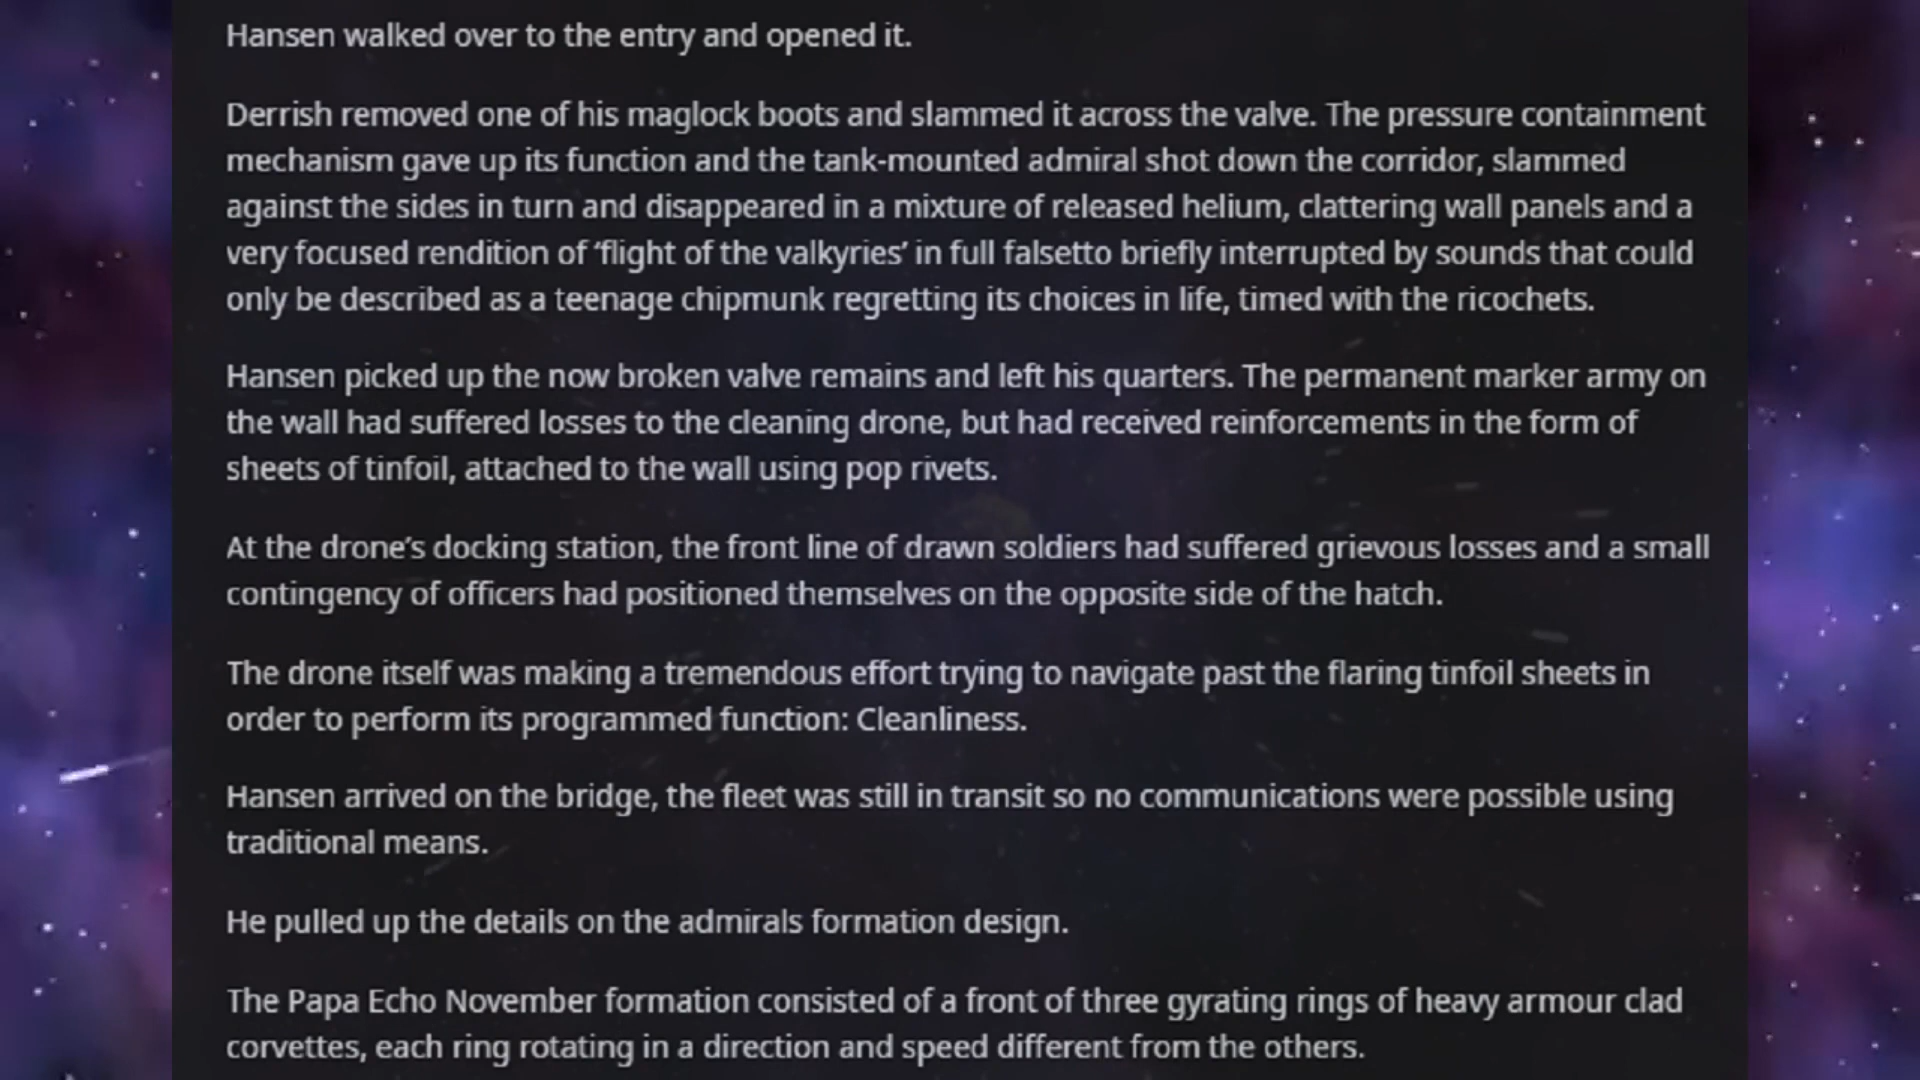 Hansen walked over to the entry and opened it.
Derrish removed one of his maglock boots and slammed it across the valve. The pressure containment
mechanism gave up its function and the tank-mounted admiral shot down the corridor, slammed
against the sides in turn and disappeared in a mixture of released helium, clattering wall panels and a
very focused rendition of ‘flight of the valkyries’ in full falsetto briefly interrupted by sounds that could
only be described as a teenage chipmunk regretting its choices in life, timed with the ricochets.
Hansen picked up the now broken valve remains and left his quarters. The permanent marker army on
the wall had suffered losses to the cleaning drone, but had received reinforcements in the form of
sheets of tinfoil, attached to the wall using pop rivets.
At the drone’s docking station, the front line of drawn soldiers had suffered grievous losses and a small
contingency of officers had positioned themselves on the opposite side of the hatch.
The drone itself was making a tremendous effort trying to navigate past the flaring tinfoil sheets in
order to perform its programmed function: Cleanliness.
Hansen arrived on the bridge, the fleet was still in transit so no communications were possible using
traditional means.
He pulled up the details on the admirals formation design.
The Papa Echo November formation consisted of a front of three gyrating rings of heavy armour clad
corvettes, each ring rotating in a direction and speed different from the others.